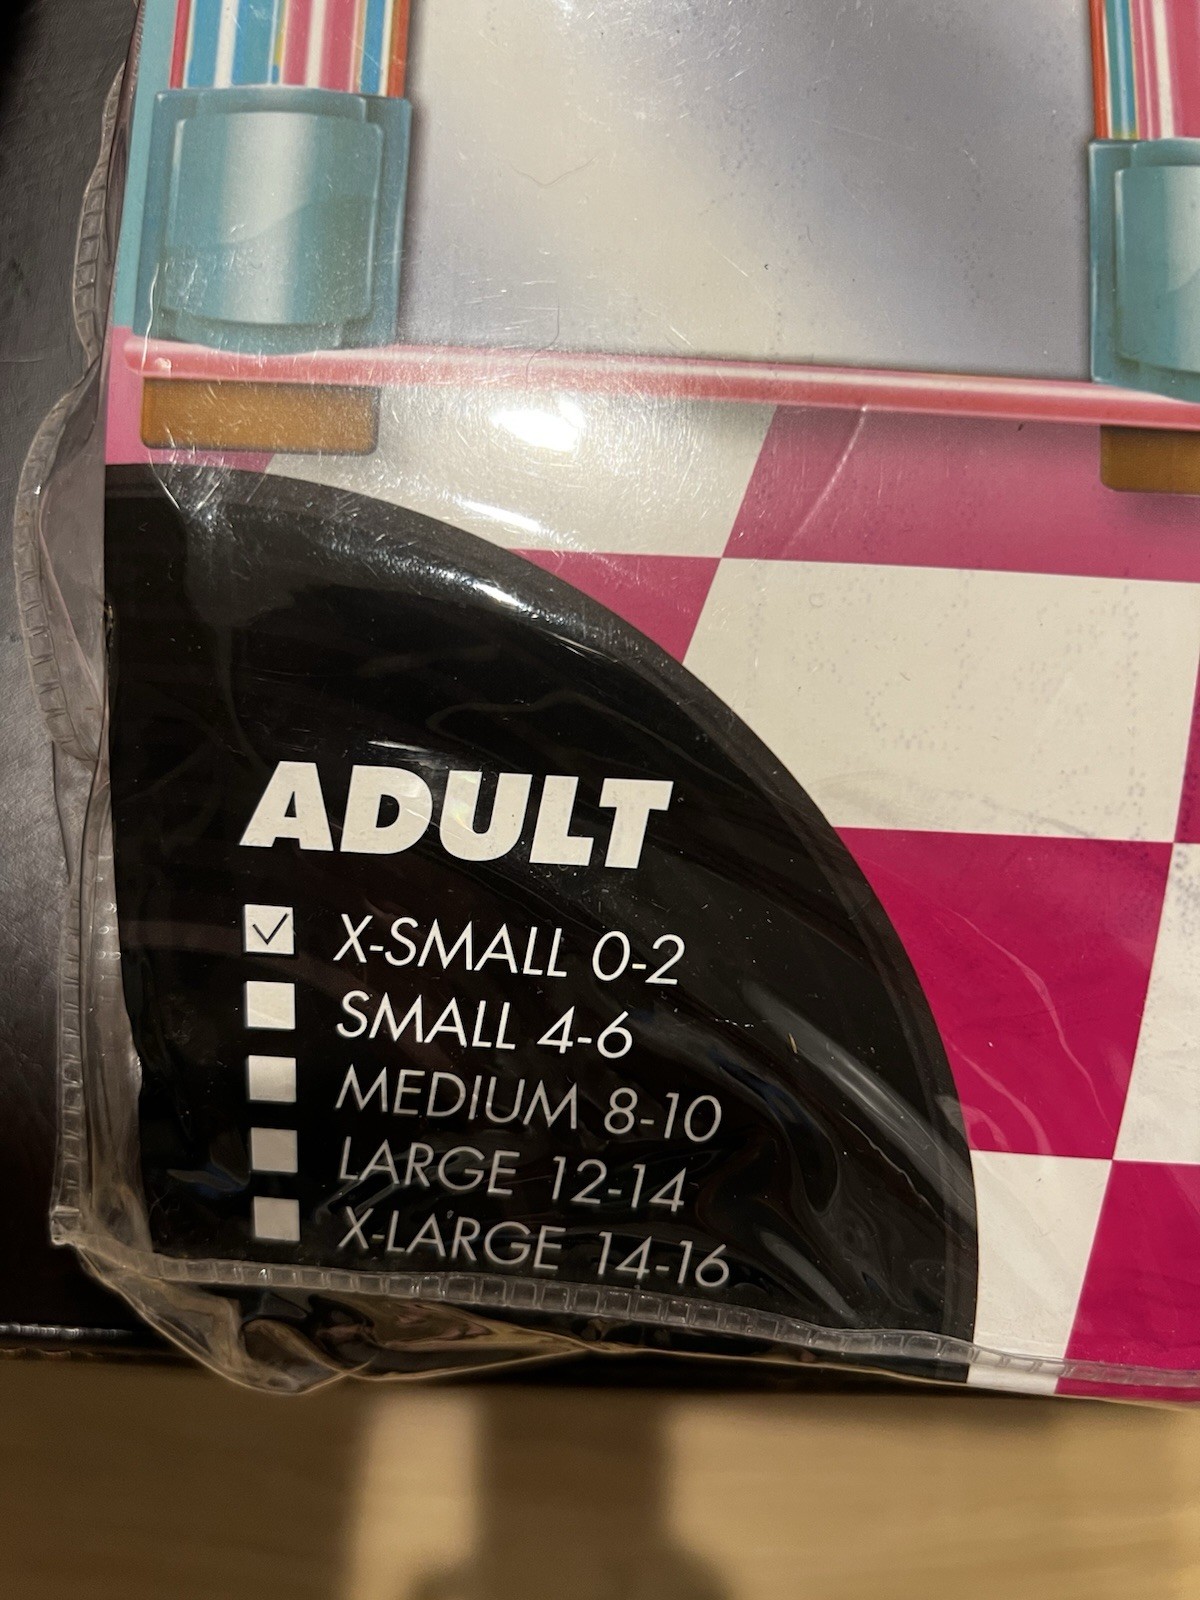 ADULT
X-SMALL 0-2
SMALL 4-6
MEDIUM 8-10
LARGE 12-14
X-LARGE 14-16